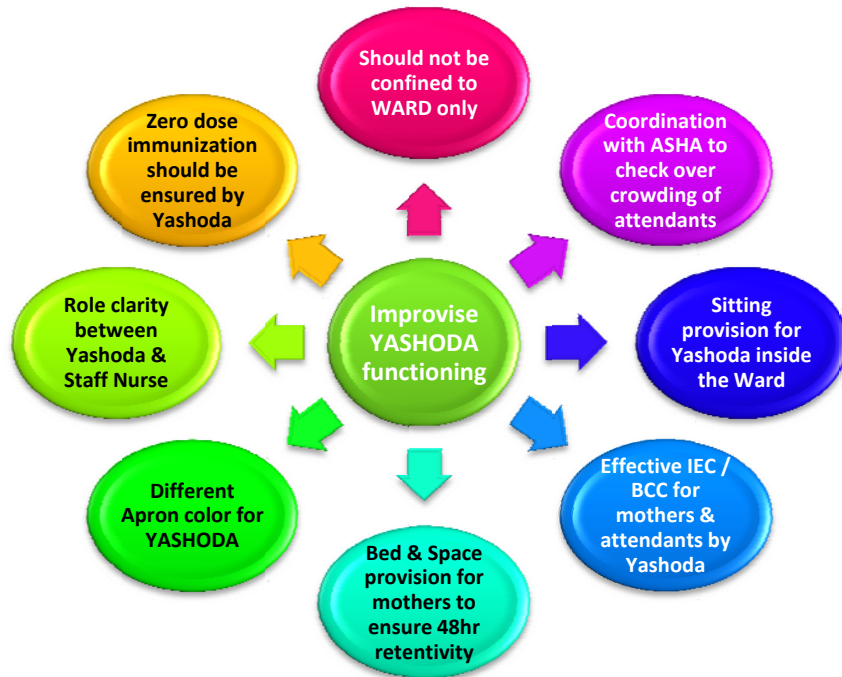 Should not be
confined to
WARD only
Coordination
with ASHA to
check over
crowding of
attendants
Sitting
provision for
Yashoda inside
the Ward
Effective IEC /
BCC for
mothers &
attendants by
Yashoda
Bed & Space
provision for
mothers to
ensure 48hr
retentivity
Different
Apron color for
YASHODA
Role clarity
between
Yashoda &
Staff Nurse
Zero dose
immunization
should be
ensured by
Yashoda
Improvise
YASHODA
functioning